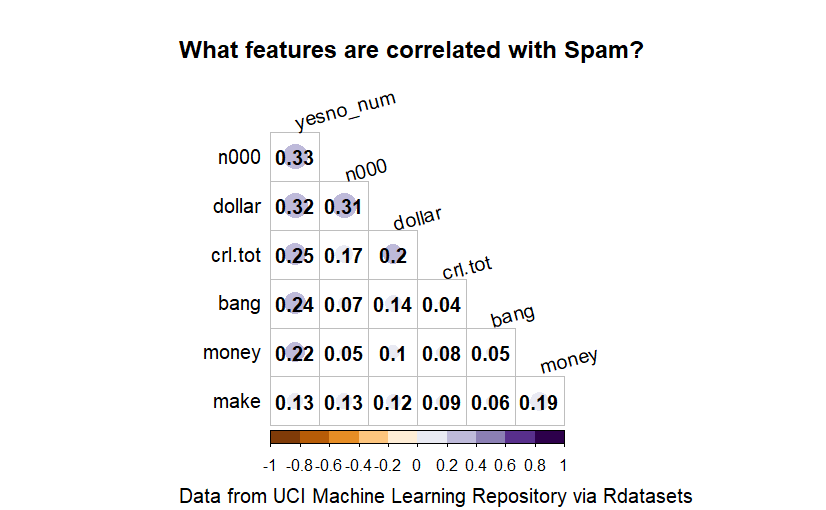 What features are correlated with Spam?
yesno_num
n000 0.33 n000
dollar 0.32 0.31 dollar
crl.tot 0.25 0.17 0.2 crl.tot
bang 0.24 0.07 0.14 0.04 bang
money 0.22 0.05 0.1 0.08 0.05 money
make 0.13 0.13 0.12 0.09 0.06 0.19
-1 -0.8 -0.6 -0.4 -0.2 0 0.2 0.4 0.6 0.8 1
Data from UCI Machine Learning Repository via Rdatasets